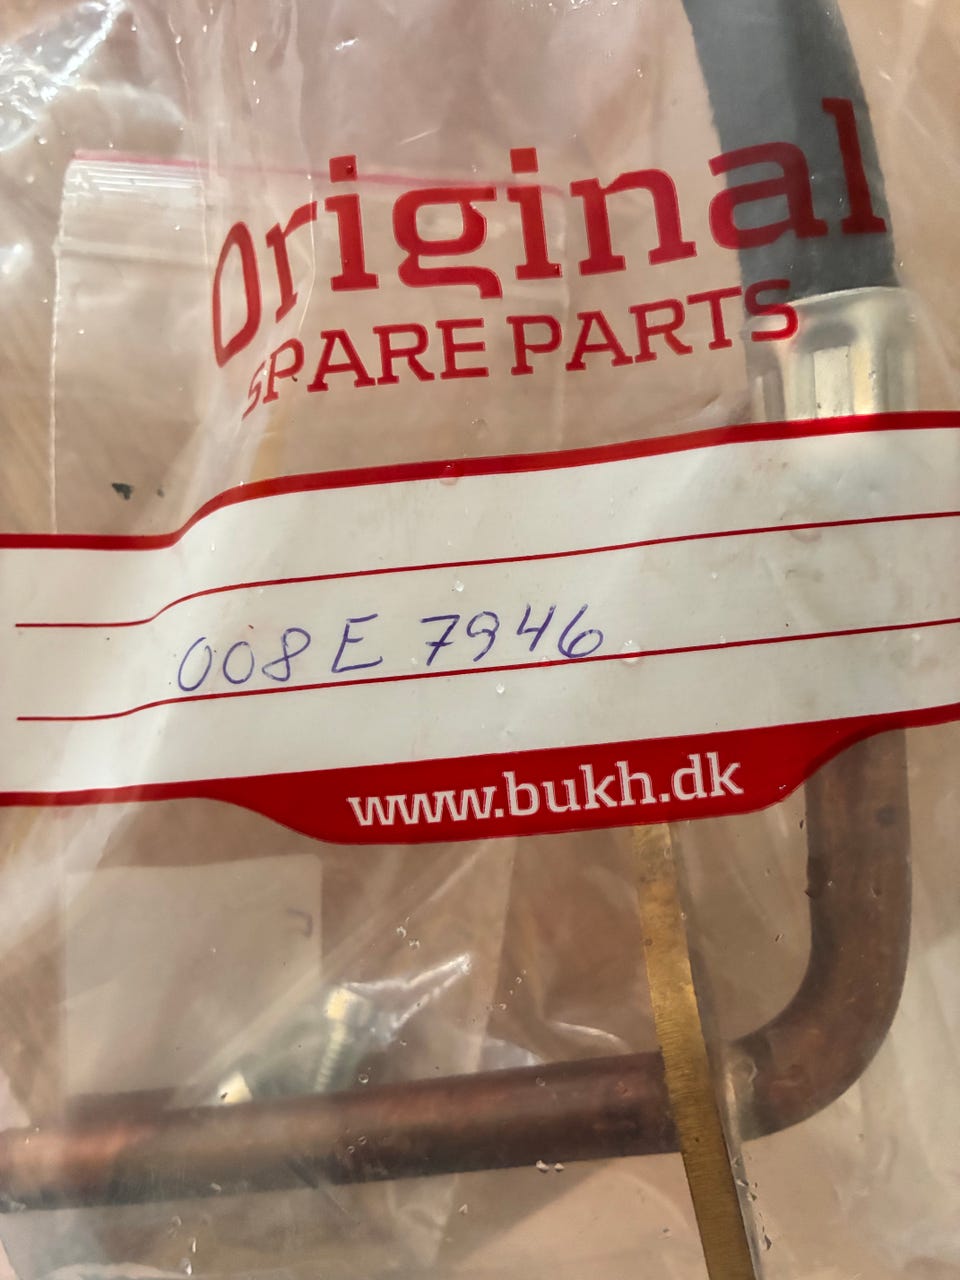 Original
SPARE PARTS
008E 7946
www.bukh.dk